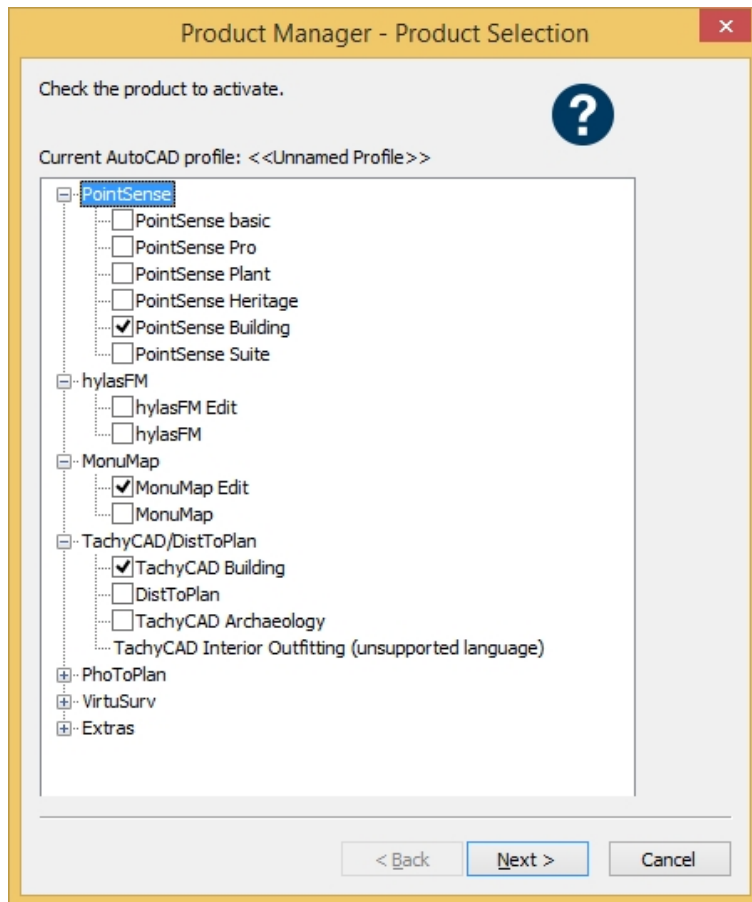 Product Manager - Product Selection
Check the product to activate.
Current AutoCAD profile: <<Unnamed Profile>>
PointSense
PointSense basic
PointSense Pro
PointSense Plant
PointSense Heritage
PointSense Building
PointSense Suite
hylasFM
hylasFM Edit
hylasFM
MonuMap
MonuMap Edit
MonuMap
TachyCAD/DistToPlan
TachyCAD Building
DistToPlan
TachyCAD Archaeology
TachyCAD Interior Outfitting (unsupported language)
PhoToPlan
VirtuSurv
Extras
< Back Next > Cancel